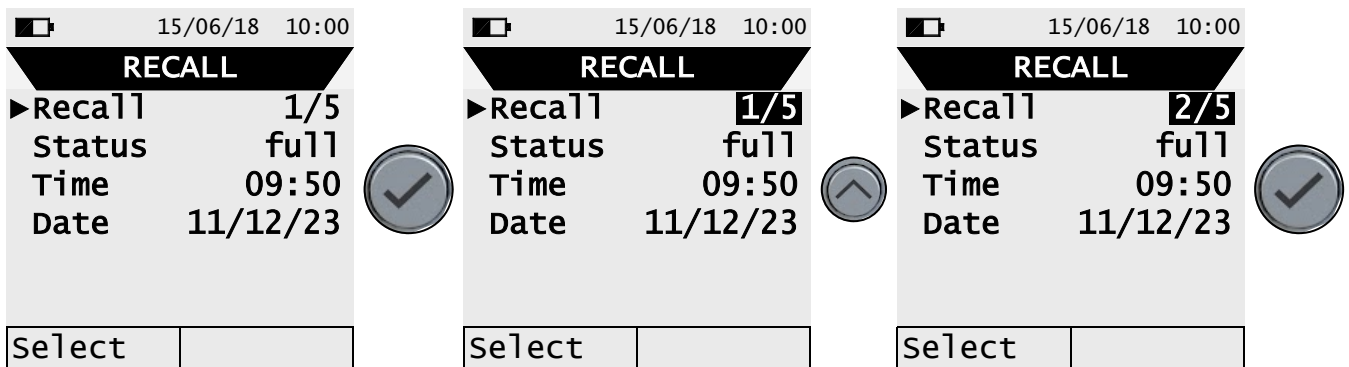 15/06/18 10:00
RECALL
►Recall 1/5
Status full
Time 09:50
Date 11/12/23
Select
15/06/18 10:00
RECALL
►Recall 1/5
Status full
Time 09:50
Date 11/12/23
Select
15/06/18 10:00
RECALL
►Recall 2/5
Status full
Time 09:50
Date 11/12/23
Select